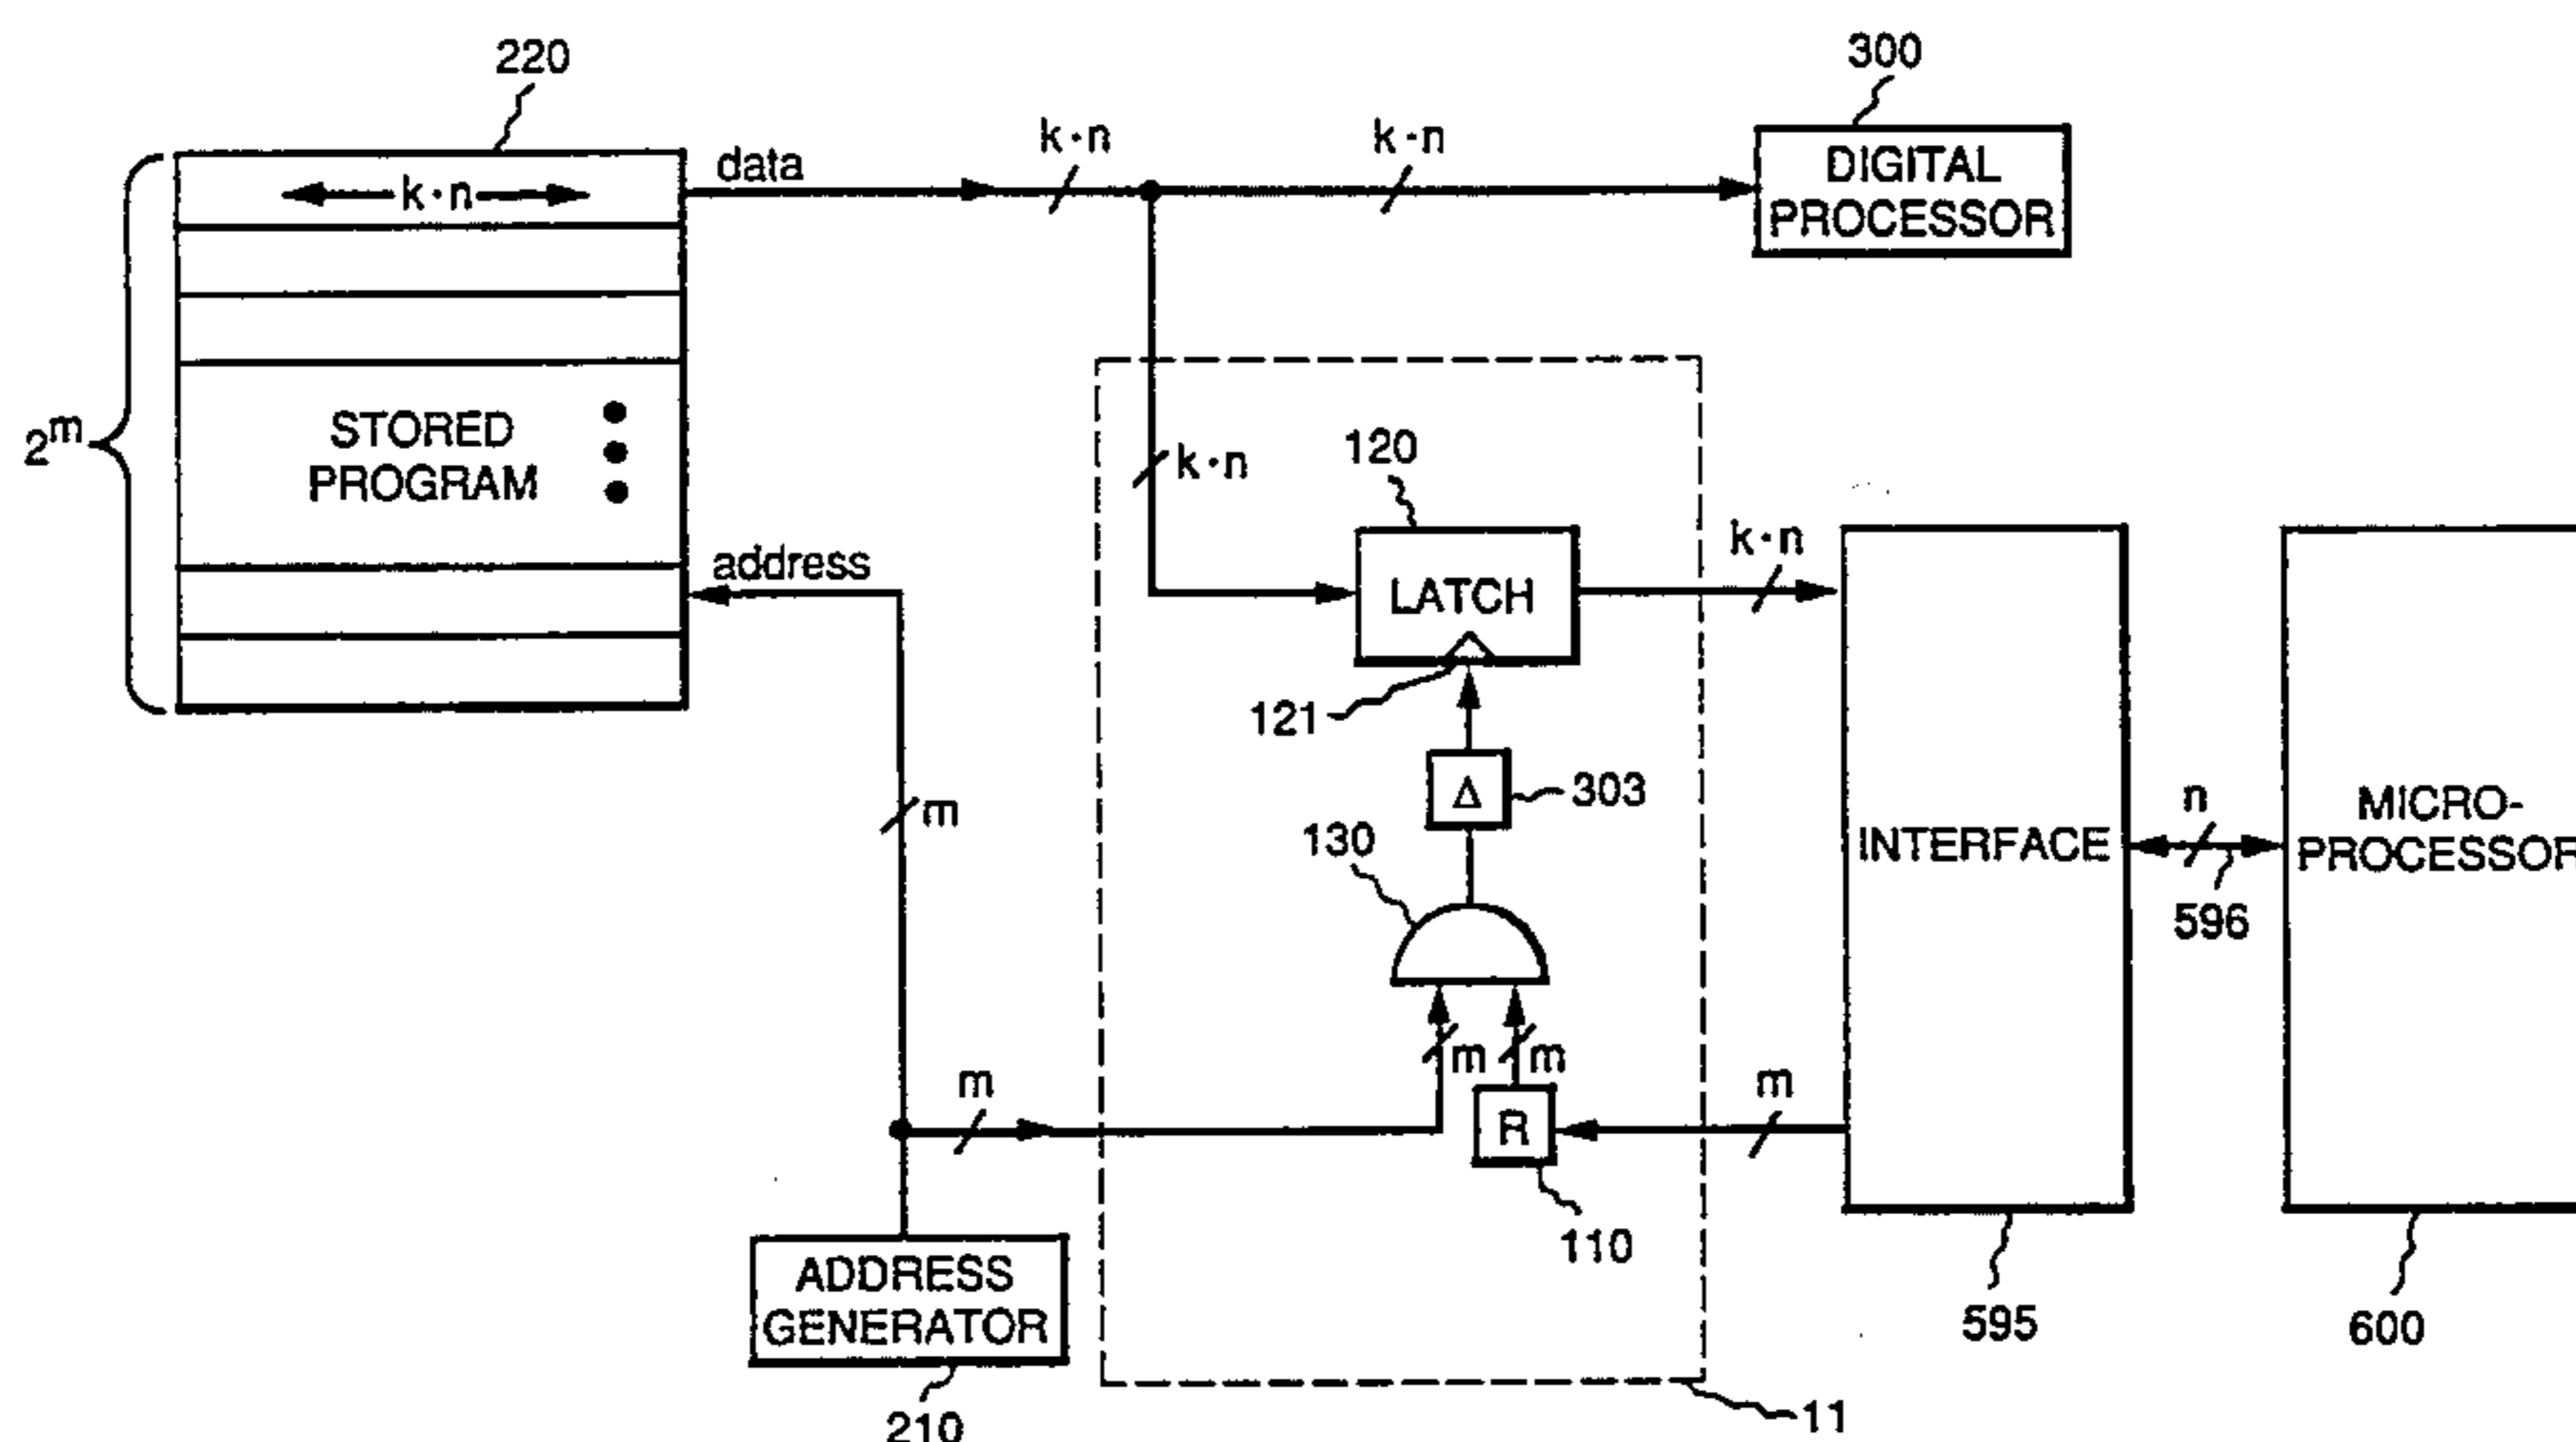 220
300
k·n
k·n
data
DIGITAL
PROCESSOR
k·n
2m
STORED
PROGRAM
k·n
120
address
LATCH
k·n
121
Δ
303
m
130
INTERFACE
n
596
MICRO-
PROCESSOR
m
m
m
R
m
110
ADDRESS
GENERATOR
210
595
600
11